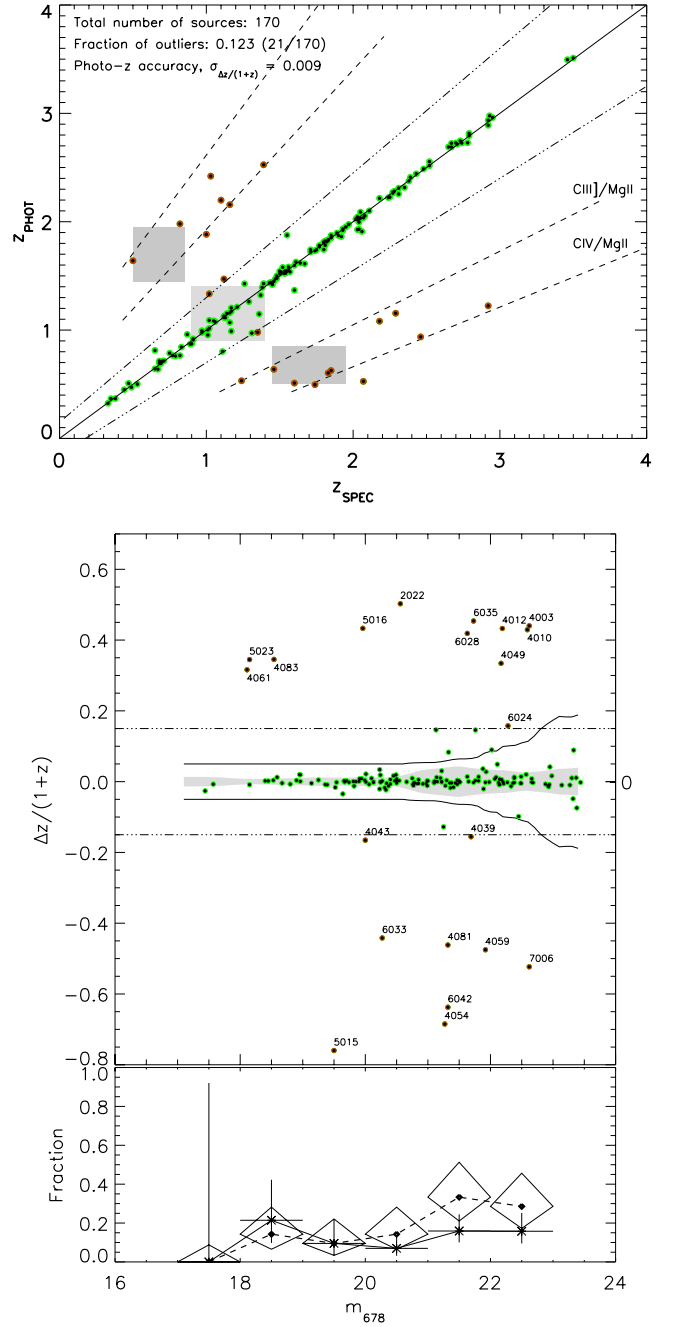 4
Total number of sources: 170
Fraction of outliers: 0.123 (21/170)
Photo-z accuracy, σΔz/(1+z) = 0.009
3
CIII]/MgII
2
CIV/MgII
1
0
0 1 2 3 4
ZPHOT
ZSPEC
0.6
2022
5016 6035 4012 4003
0.4
6028 4010
5023 4083 4049
4061
0.2
6024
0.0 0
4043 4039
-0.2
-0.4
6033 4081 4059
7006
-0.6
6042
4054
5015
-0.8
Δz/(1+z)
1.0
0.8
0.6
0.4
0.2
0.0
Fraction
16 18 20 22 24
m678